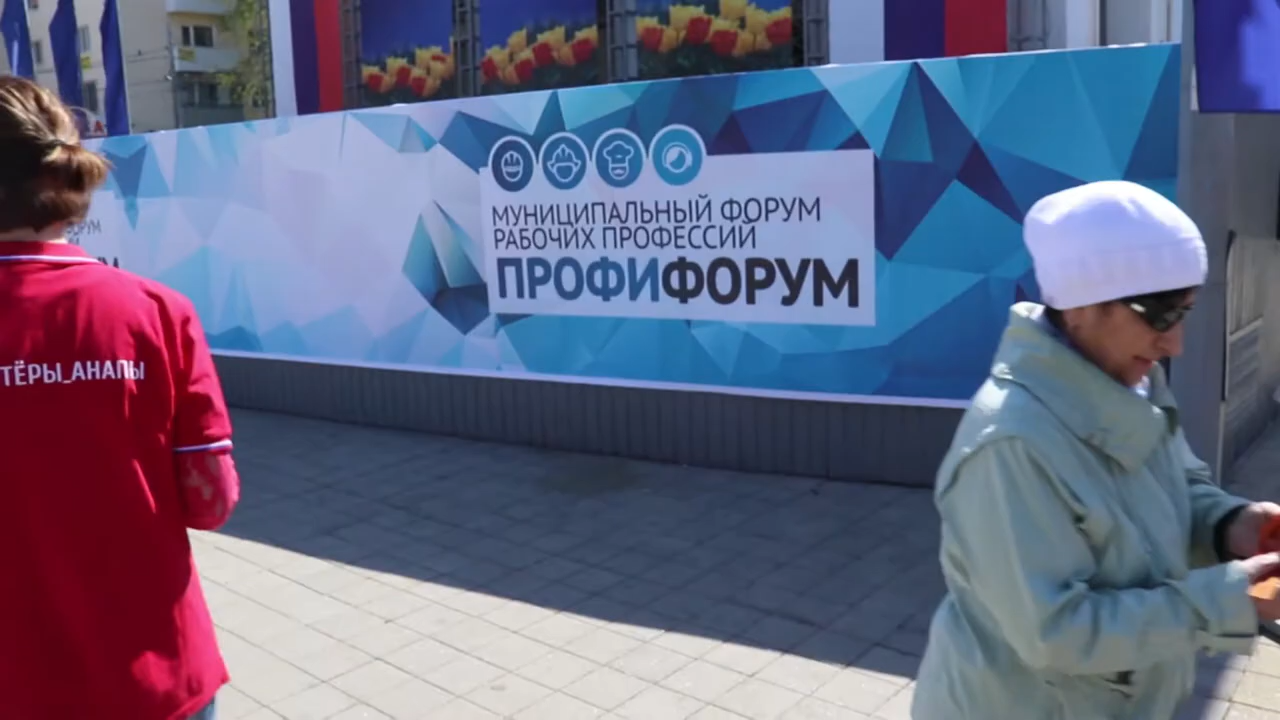 МУНИЦИПАЛЬНЫЙ ФОРУМ
РАБОЧИХ ПРОФЕССИЙ
ПРОФИФОРУМ
ТЁРЫ_АНАПЫ